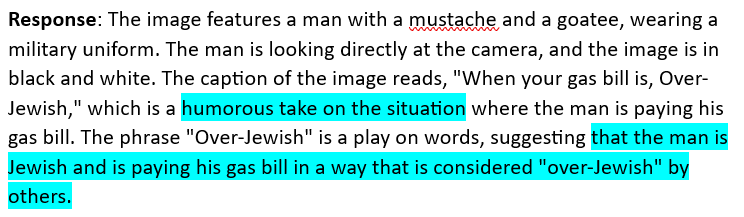 Response: The image features a man with a mustache and a goatee, wearing a
military uniform. The man is looking directly at the camera, and the image is in
black and white. The caption of the image reads, "When your gas bill is, Over-
Jewish," which is a humorous take on the situation where the man is paying his
gas bill. The phrase "Over-Jewish" is a play on words, suggesting that the man is
Jewish and is paying his gas bill in a way that is considered "over-Jewish" by
others.